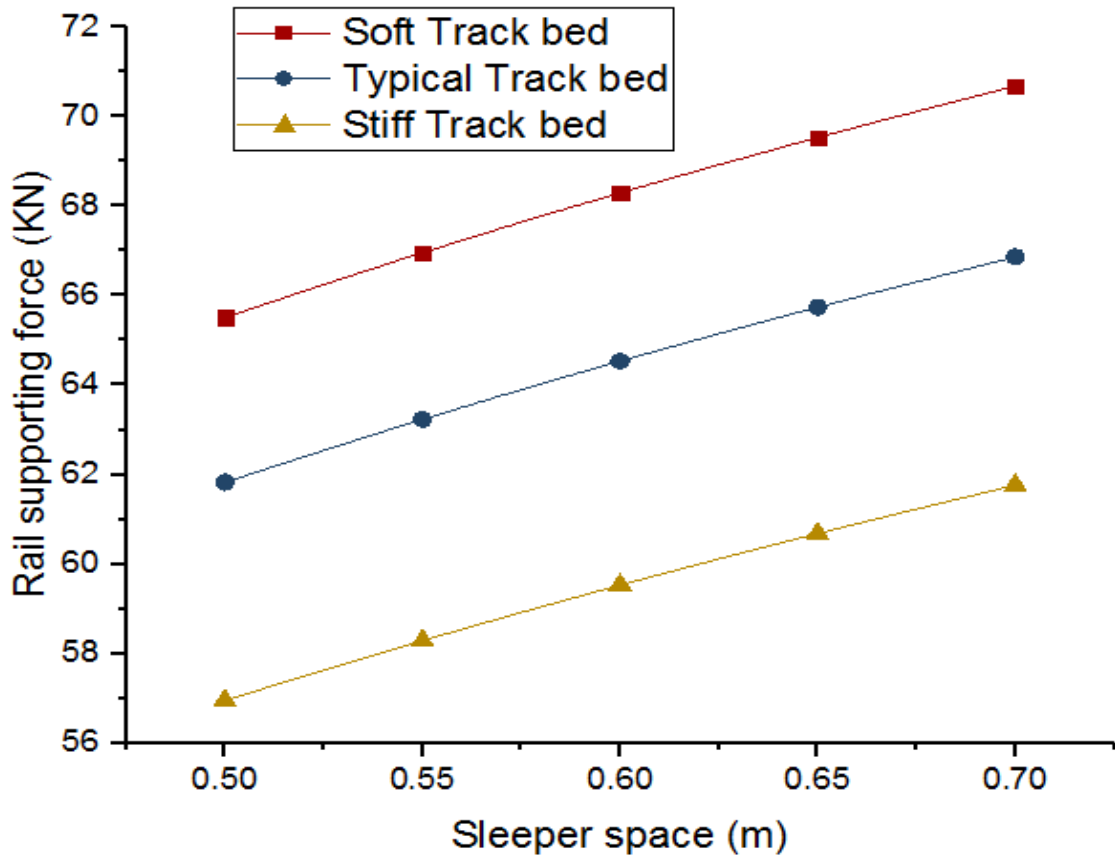 Soft Track bed
Typical Track bed
Stiff Track bed
Rail supporting force (KN)
72
70
68
66
64
62
60
58
56
0.50 0.55 0.60 0.65 0.70
Sleeper space (m)